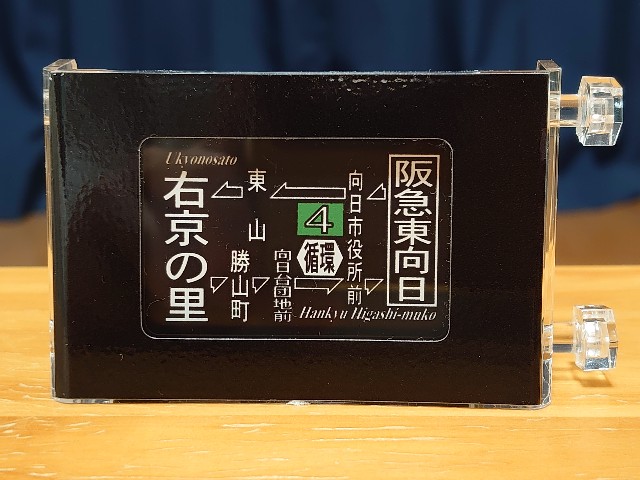 Ukyonosato
右京の里
東山
勝山町
4
循環
向日台団地前
向日市役所前
阪急東向日
Hankyu Higashi-muko